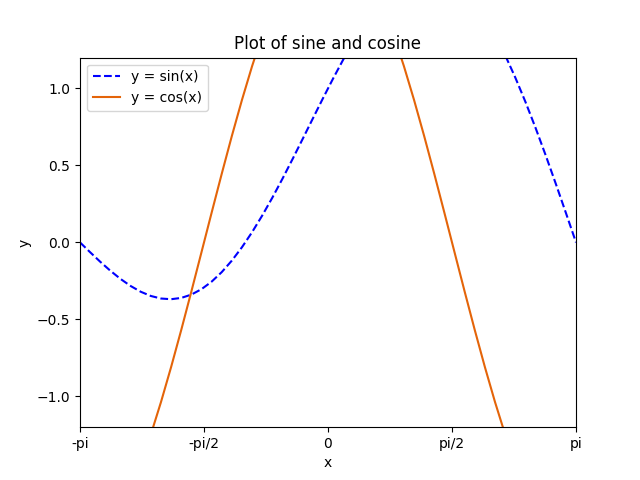 Plot of sine and cosine
y = sin(x)
y = cos(x)
1.0
0.5
0.0
−0.5
−1.0
y
-pi
-pi/2
0
pi/2
pi
x